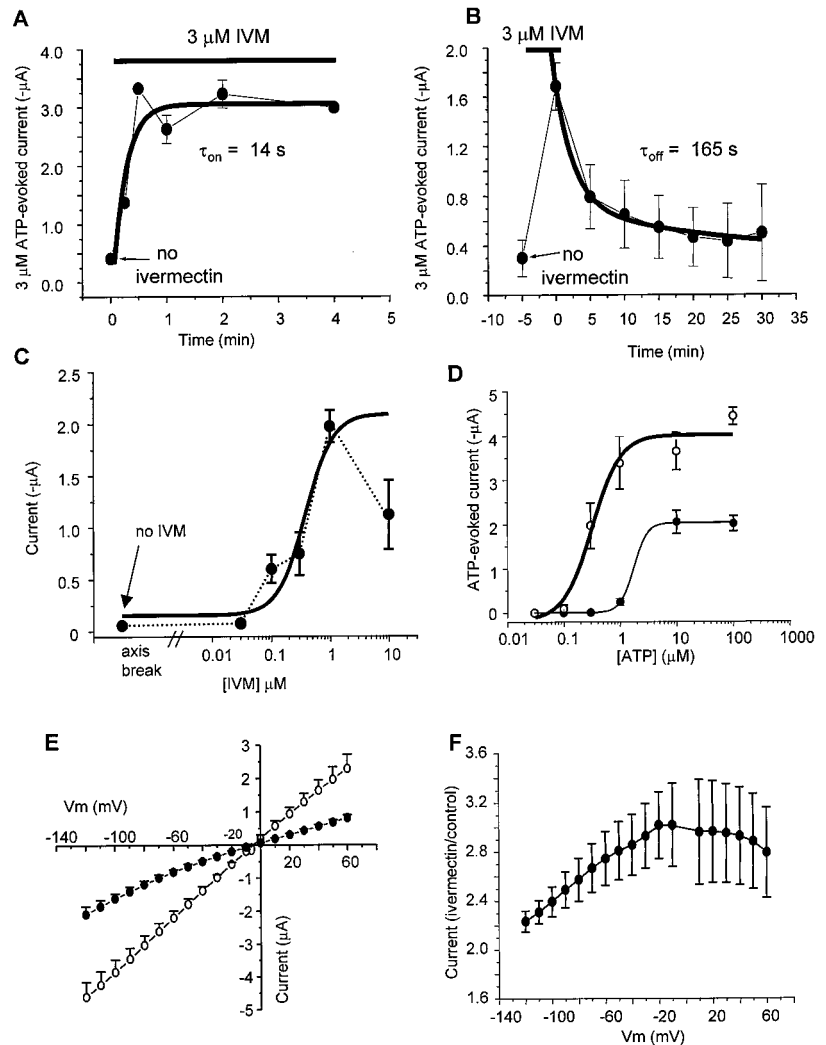 A
3 μM IVM
3 μM ATP-evoked current (-μA)
4.0
3.5
3.0
2.5
2.0
1.5
1.0
0.5
0.0
τon = 14 s
no
ivermectin
0 1 2 3 4 5
Time (min)
B
3 μM IVM
3 μM ATP-evoked current (-μA)
2.0
1.6
1.2
0.8
0.4
0.0
τoff = 165 s
no
ivermectin
-10 -5 0 5 10 15 20 25 30 35
Time (min)
C
Current (-μA)
2.5
2.0
1.5
1.0
0.5
0
no IVM
axis
break
0.01 0.1 1 10
[IVM] μM
D
ATP-evoked current (-μA)
5
4
3
2
1
0
0.01 0.1 1 10 100 1000
[ATP] (μM)
E
Vm (mV)
-140 -100 -60 -20
20 60
3
2
1
-1
-2
-3
-4
-5
Current (μA)
F
Current (ivermectin/control)
3.6
3.2
2.8
2.4
2.0
1.6
-140 -100 -60 -20 20 60
Vm (mV)